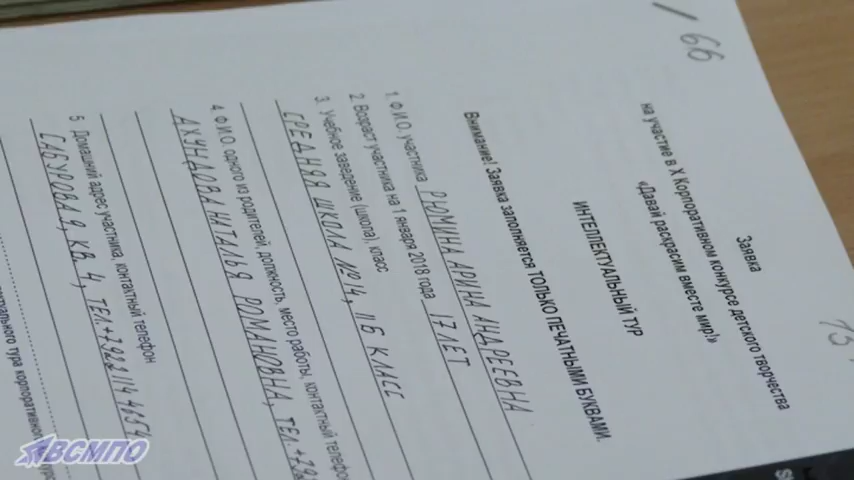 66
13
Заявка
на участие в X Корпоративном конкурсе детского творчества
«Давай раскрасим вместе мир!»
ИНТЕЛЛЕКТУАЛЬНЫЙ ТУР
Внимание! Заявка заполняется ТОЛЬКО ПЕЧАТНЫМИ БУКВАМИ.
1. Ф.И.О. участника РЮМИНА АРИНА АНДРЕЕВНА
2. Возраст участника на 1 января 2018 года 17 ЛЕТ
3. Учебное заведение (школа), класс
СРЕДНЯЯ ШКОЛА №14, 11 Б КЛАСС
4. Ф.И.О. одного из родителей, должность, место работы, контактный телефон
АХУНДОВА НАТАЛЬЯ РОМАНОВНА, ТЕЛ.+792
5. Домашний адрес участника, контактный телефон
САБУРОВА 9, КВ. 4, ТЕЛ.
ВСМПО